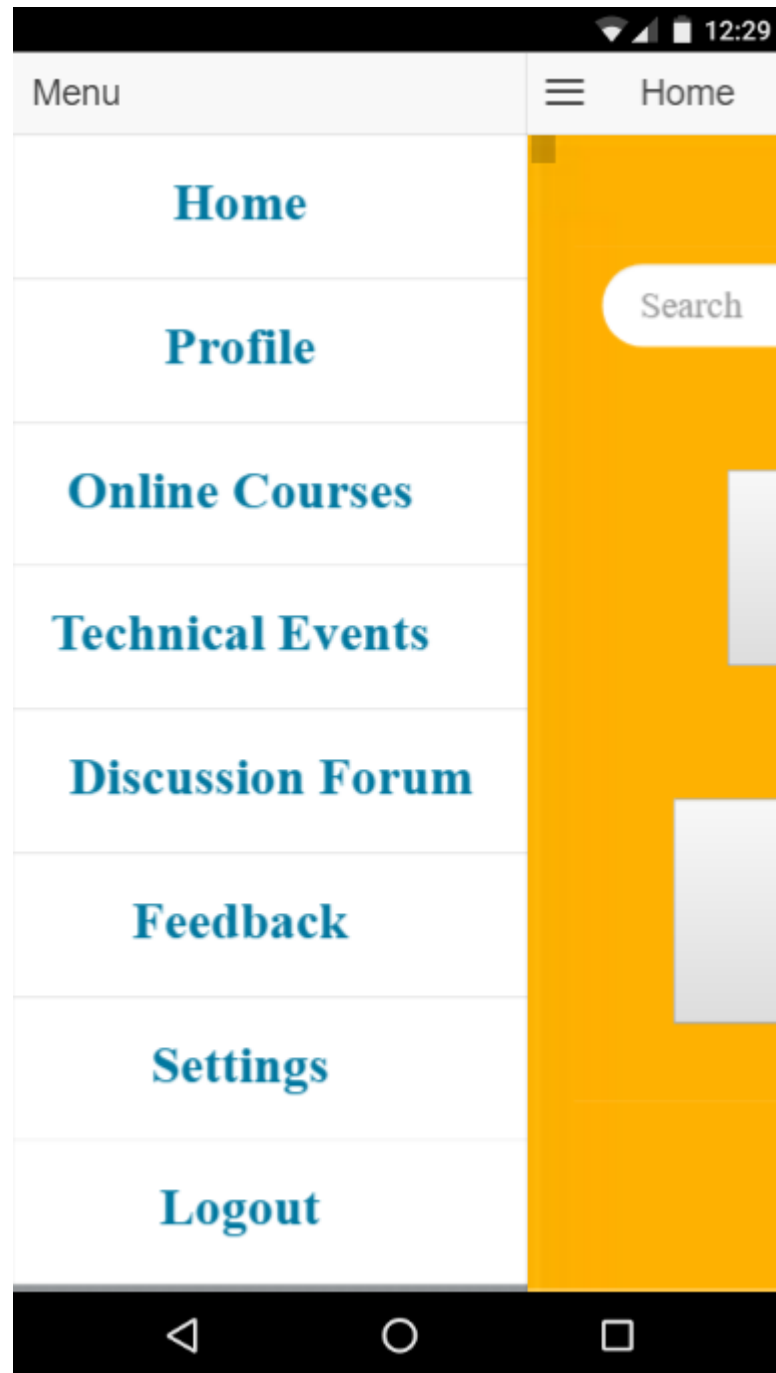 12:29
Menu
Home
Home
Search
Profile
Online Courses
Technical Events
Discussion Forum
Feedback
Settings
Logout